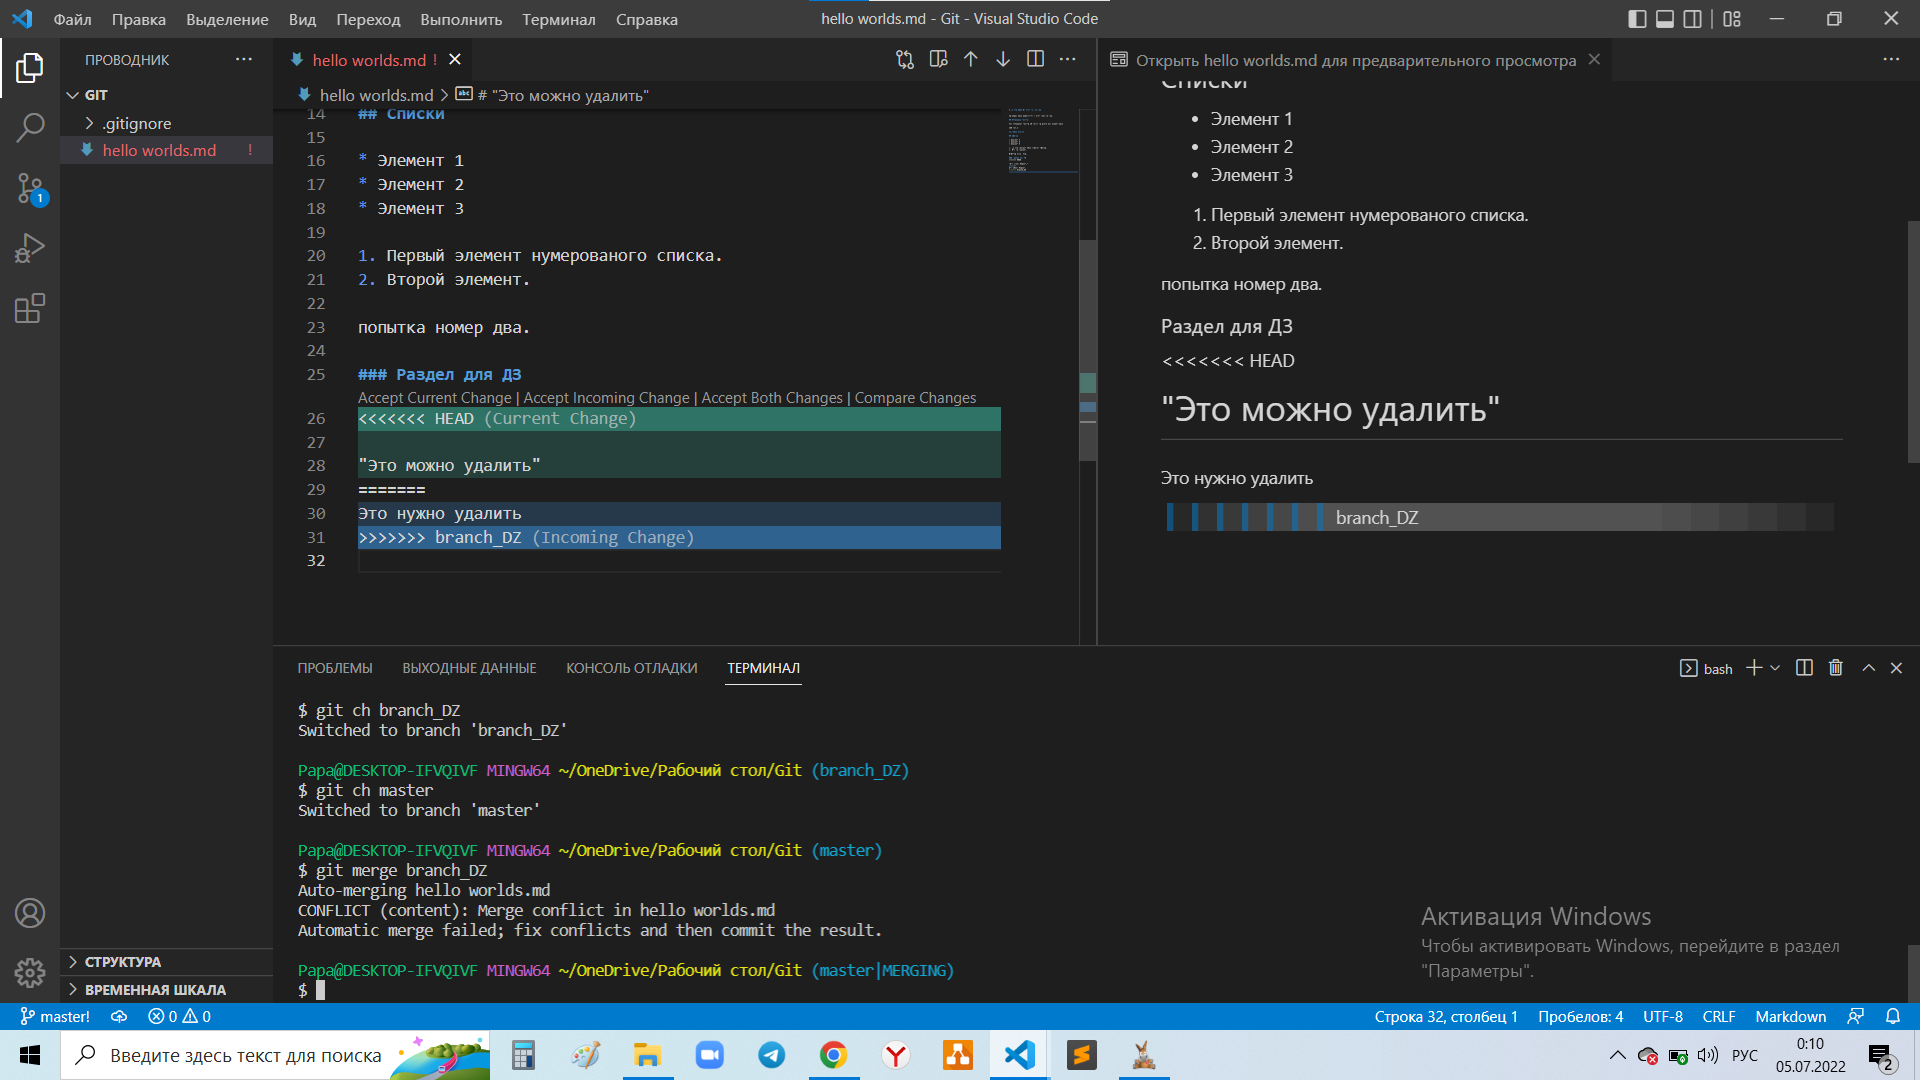 Файл Правка Выделение Вид Переход Выполнить Терминал Справка
hello worlds.md - Git - Visual Studio Code
ПРОВОДНИК
GIT
.gitignore
hello worlds.md !
1
hello worlds.md !
hello worlds.md > # "Это можно удалить"
14 ## Списки
15
16 * Элемент 1
17 * Элемент 2
18 * Элемент 3
19
20 1. Первый элемент нумерованого списка.
21 2. Второй элемент.
22
23 попытка номер два.
24
25 ### Раздел для ДЗ
Accept Current Change | Accept Incoming Change | Accept Both Changes | Compare Changes
26 <<<<<<< HEAD (Current Change)
27
28 "Это можно удалить"
29 =======
30 Это нужно удалить
31 >>>>>>> branch_DZ (Incoming Change)
32
Открыть hello worlds.md для предварительного просмотра
Списки
• Элемент 1
• Элемент 2
• Элемент 3
1. Первый элемент нумерованого списка.
2. Второй элемент.
попытка номер два.
Раздел для ДЗ
<<<<<<< HEAD
"Это можно удалить"
Это нужно удалить
branch_DZ
ПРОБЛЕМЫ ВЫХОДНЫЕ ДАННЫЕ КОНСОЛЬ ОТЛАДКИ ТЕРМИНАЛ
bash
$ git ch branch_DZ
Switched to branch 'branch_DZ'
Papa@DESKTOP-IFVQIVF MINGW64 ~/OneDrive/Рабочий стол/Git (branch_DZ)
$ git ch master
Switched to branch 'master'
Papa@DESKTOP-IFVQIVF MINGW64 ~/OneDrive/Рабочий стол/Git (master)
$ git merge branch_DZ
Auto-merging hello worlds.md
CONFLICT (content): Merge conflict in hello worlds.md
Automatic merge failed; fix conflicts and then commit the result.
Papa@DESKTOP-IFVQIVF MINGW64 ~/OneDrive/Рабочий стол/Git (master|MERGING)
$
Активация Windows
Чтобы активировать Windows, перейдите в раздел
"Параметры".
СТРУКТУРА
ВРЕМЕННАЯ ШКАЛА
master! 0 0
Строка 32, столбец 1 Пробелов: 4 UTF-8 CRLF Markdown
Введите здесь текст для поиска
РУС
0:10
05.07.2022
2